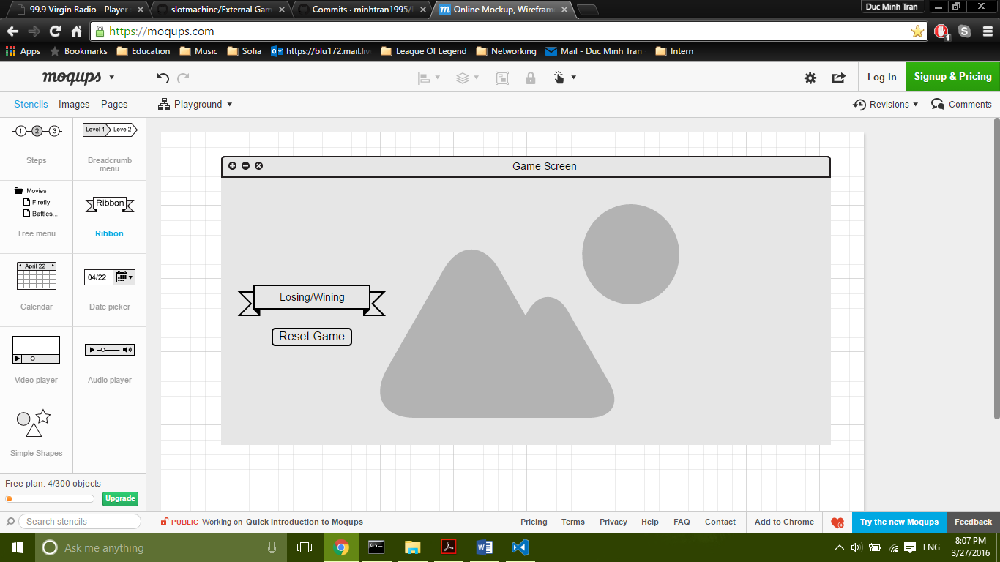 99.9 Virgin Radio - Player
slotmachine/External Gam
Commits · minhtran1995/
Online Mockup, Wirefram
Duc Minh Tran
https://moqups.com
1
Apps
Bookmarks
Education
Music
Sofia
https://blu172.mail.liv
League Of Legend
Networking
Mail - Duc Minh Tran
Intern
moqups
Log in
Signup & Pricing
Stencils Images Pages
Playground
Revisions
Comments
1 2 3
Level 1 Level2
Steps
Breadcrumb
menu
Movies
Firefly
Battles...
Ribbon
Tree menu
Ribbon
April 22
04/22
Calendar
Date picker
Video player
Audio player
Simple Shapes
Game Screen
Losing/Wining
Reset Game
Free plan: 4/300 objects
Upgrade
Search stencils
PUBLIC Working on Quick Introduction to Moqups
Pricing Terms Privacy Help FAQ Contact
Add to Chrome
Try the new Moqups
Feedback
Ask me anything
ENG
8:07 PM
3/27/2016